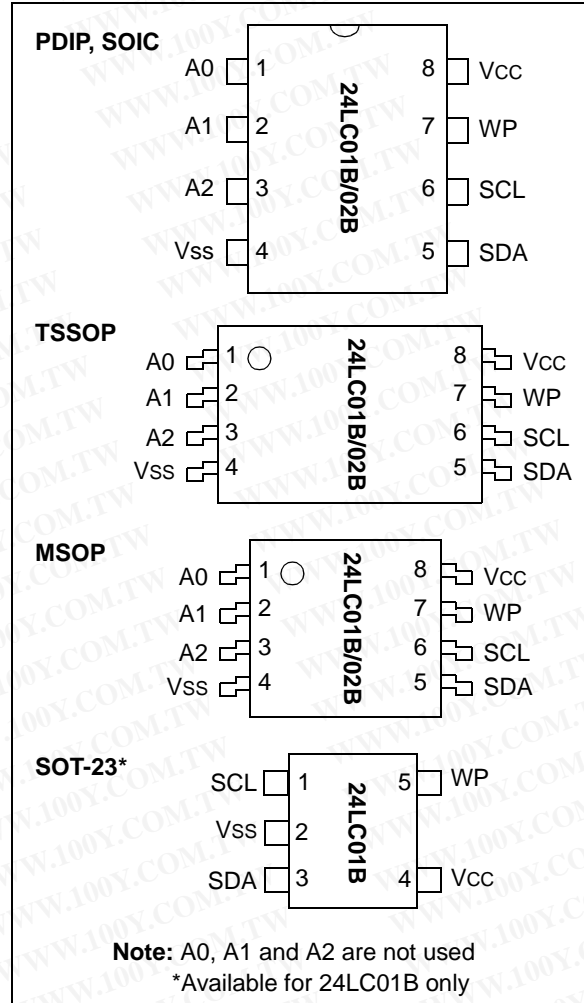 PDIP, SOIC
A0 1 8 Vcc
A1 2 7 WP
A2 3 6 SCL
Vss 4 5 SDA
24LC01B/02B
TSSOP
A0 1 8 Vcc
A1 2 7 WP
A2 3 6 SCL
Vss 4 5 SDA
24LC01B/02B
MSOP
A0 1 8 Vcc
A1 2 7 WP
A2 3 6 SCL
Vss 4 5 SDA
24LC01B/02B
SOT-23*
SCL 1 5 WP
Vss 2
SDA 3 4 Vcc
24LC01B
Note: A0, A1 and A2 are not used
*Available for 24LC01B only
WWW.100Y.COM.TW